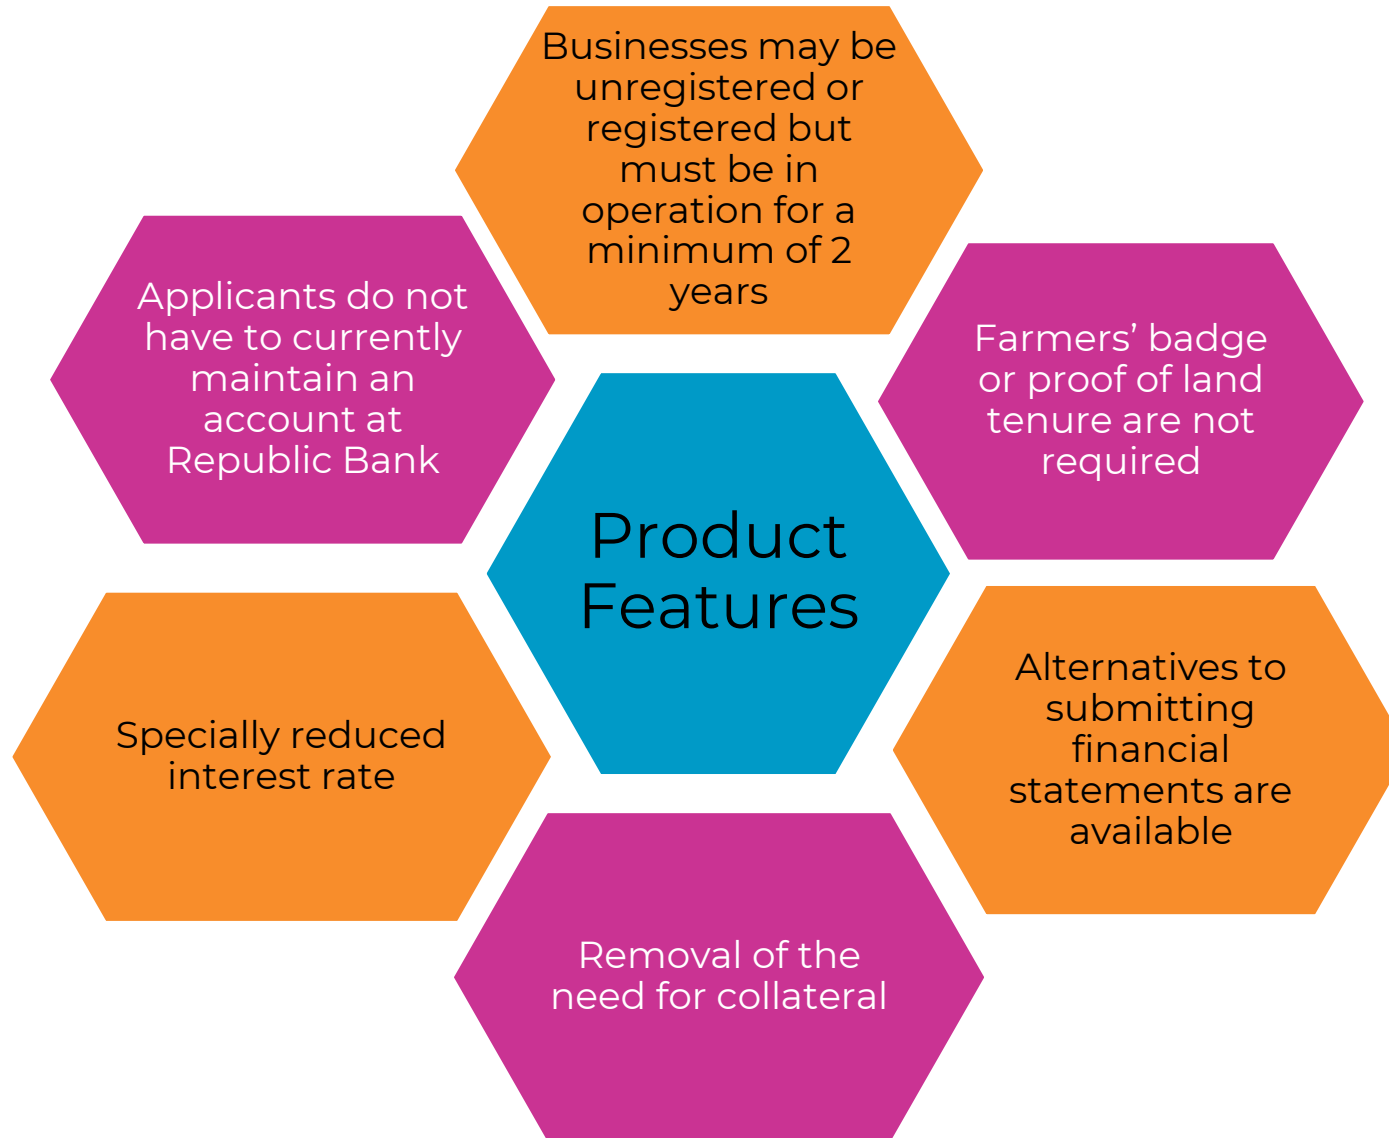 Businesses may be
unregistered or
registered but
must be in
operation for a
minimum of 2
years
Applicants do not
have to currently
maintain an
account at
Republic Bank
Farmers’ badge
or proof of land
tenure are not
required
Product
Features
Specially reduced
interest rate
Alternatives to
submitting
financial
statements are
available
Removal of the
need for collateral